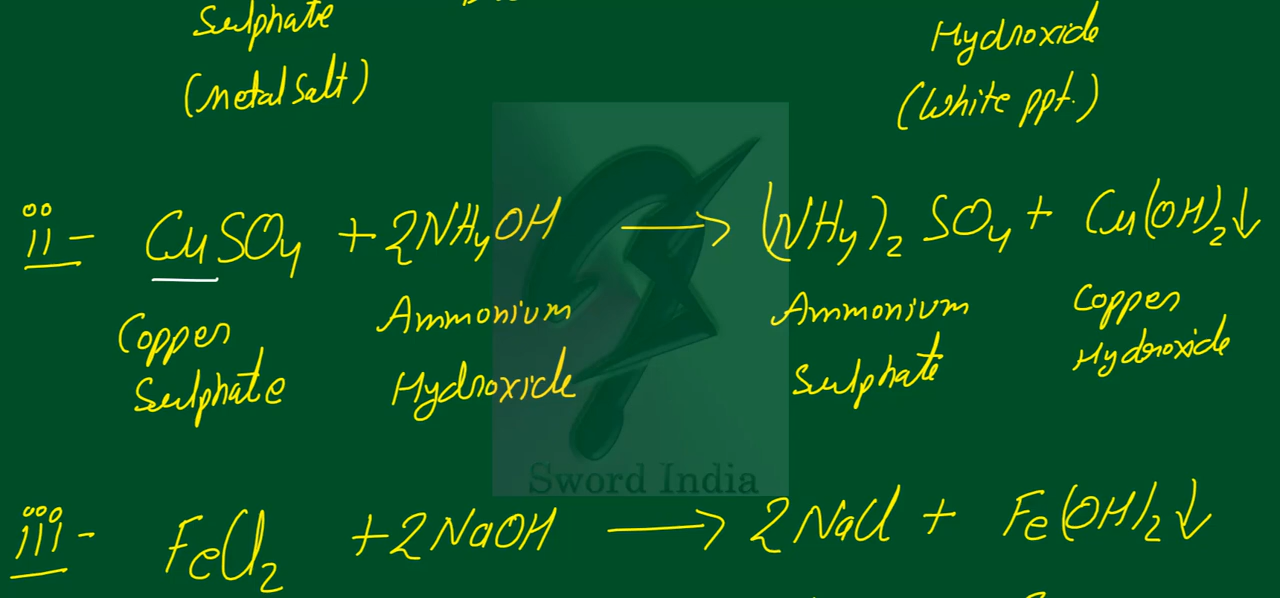 Sulphate
Hydroxide
(metal salt)
(White ppt.)
ii- CuSO4 + 2NH4OH → (NH4)2 SO4 + Cu(OH)2↓
Copper Sulphate
Ammonium Hydroxide
Ammonium Sulphate
Copper Hydroxide
Sword India
iii- FeCl2 + 2NaOH → 2NaCl + Fe(OH)2↓